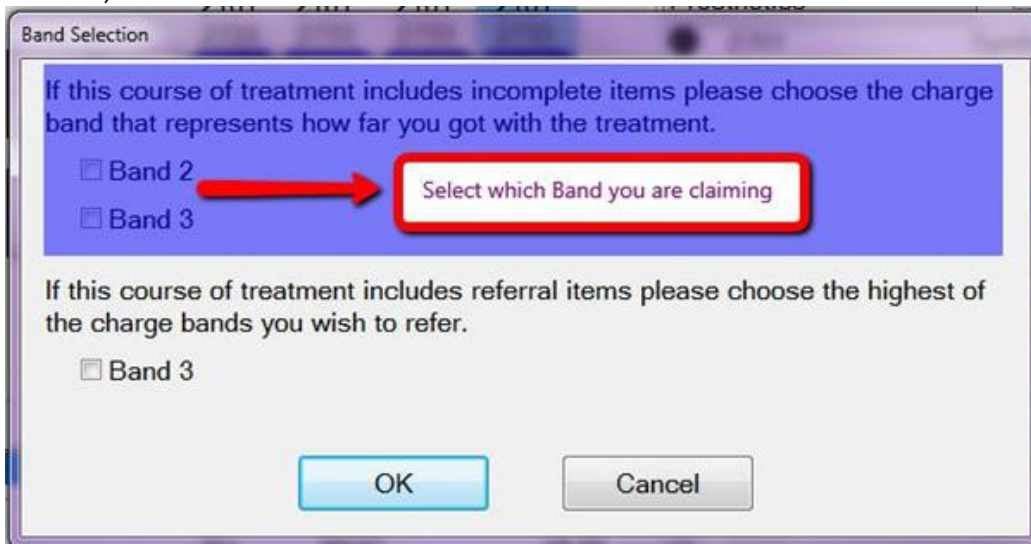 Prosthetics
Band Selection
If this course of treatment includes incomplete items please choose the charge
band that represents how far you got with the treatment.
Band 2
Select which Band you are claiming
Band 3
If this course of treatment includes referral items please choose the highest of
the charge bands you wish to refer.
Band 3
OK Cancel